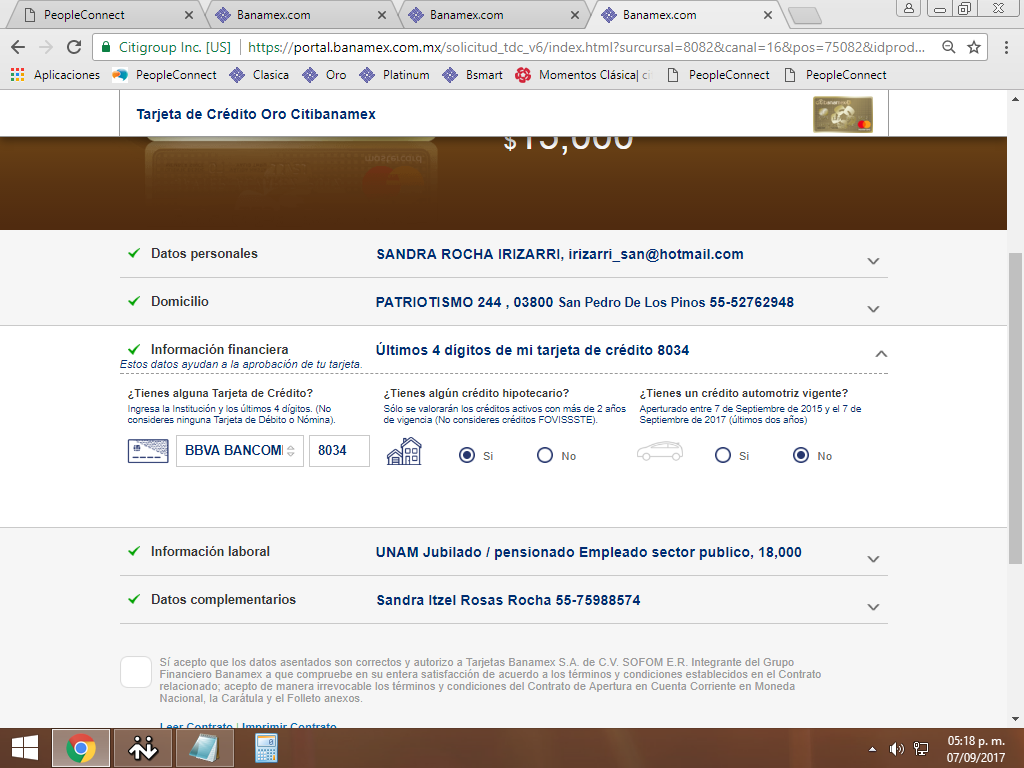 PeopleConnect
Banamex.com
Banamex.com
Banamex.com
Citigroup Inc. [US]
https://portal.banamex.com.mx/solicitud_tdc_v6/index.html?surcursal=8082&canal=16&pos=75082&idprod...
Aplicaciones
PeopleConnect
Clasica
Oro
Platinum
Bsmart
Momentos Clásica| ci
PeopleConnect
PeopleConnect
Tarjeta de Crédito Oro Citibanamex
$15,000
Datos personales
SANDRA ROCHA IRIZARRI, irizarri_san@hotmail.com
Domicilio
PATRIOTISMO 244 , 03800 San Pedro De Los Pinos 55-52762948
Información financiera
Últimos 4 dígitos de mi tarjeta de crédito 8034
Estos datos ayudan a la aprobación de tu tarjeta.
¿Tienes alguna Tarjeta de Crédito?
Ingresa la Institución y los últimos 4 dígitos. (No
consideres ninguna Tarjeta de Débito o Nómina).
BBVA BANCOM
8034
¿Tienes algún crédito hipotecario?
Sólo se valorarán los créditos activos con más de 2 años
de vigencia (No consideres créditos FOVISSSTE).
Si
No
¿Tienes un crédito automotriz vigente?
Aperturado entre 7 de Septiembre de 2015 y el 7 de
Septiembre de 2017 (últimos dos años)
Si
No
Información laboral
UNAM Jubilado / pensionado Empleado sector publico, 18,000
Datos complementarios
Sandra Itzel Rosas Rocha 55-75988574
Sí acepto que los datos asentados son correctos y autorizo a Tarjetas Banamex S.A. de C.V. SOFOM E.R. Integrante del Grupo
Financiero Banamex a que compruebe en su entera satisfacción de acuerdo a los términos y condiciones establecidos en el Contrato
relacionado; acepto de manera irrevocable los términos y condiciones del Contrato de Apertura en Cuenta Corriente en Moneda
Nacional, la Carátula y el Folleto anexos.
Leer Contrato | Imprimir Contrato
05:18 p. m.
07/09/2017